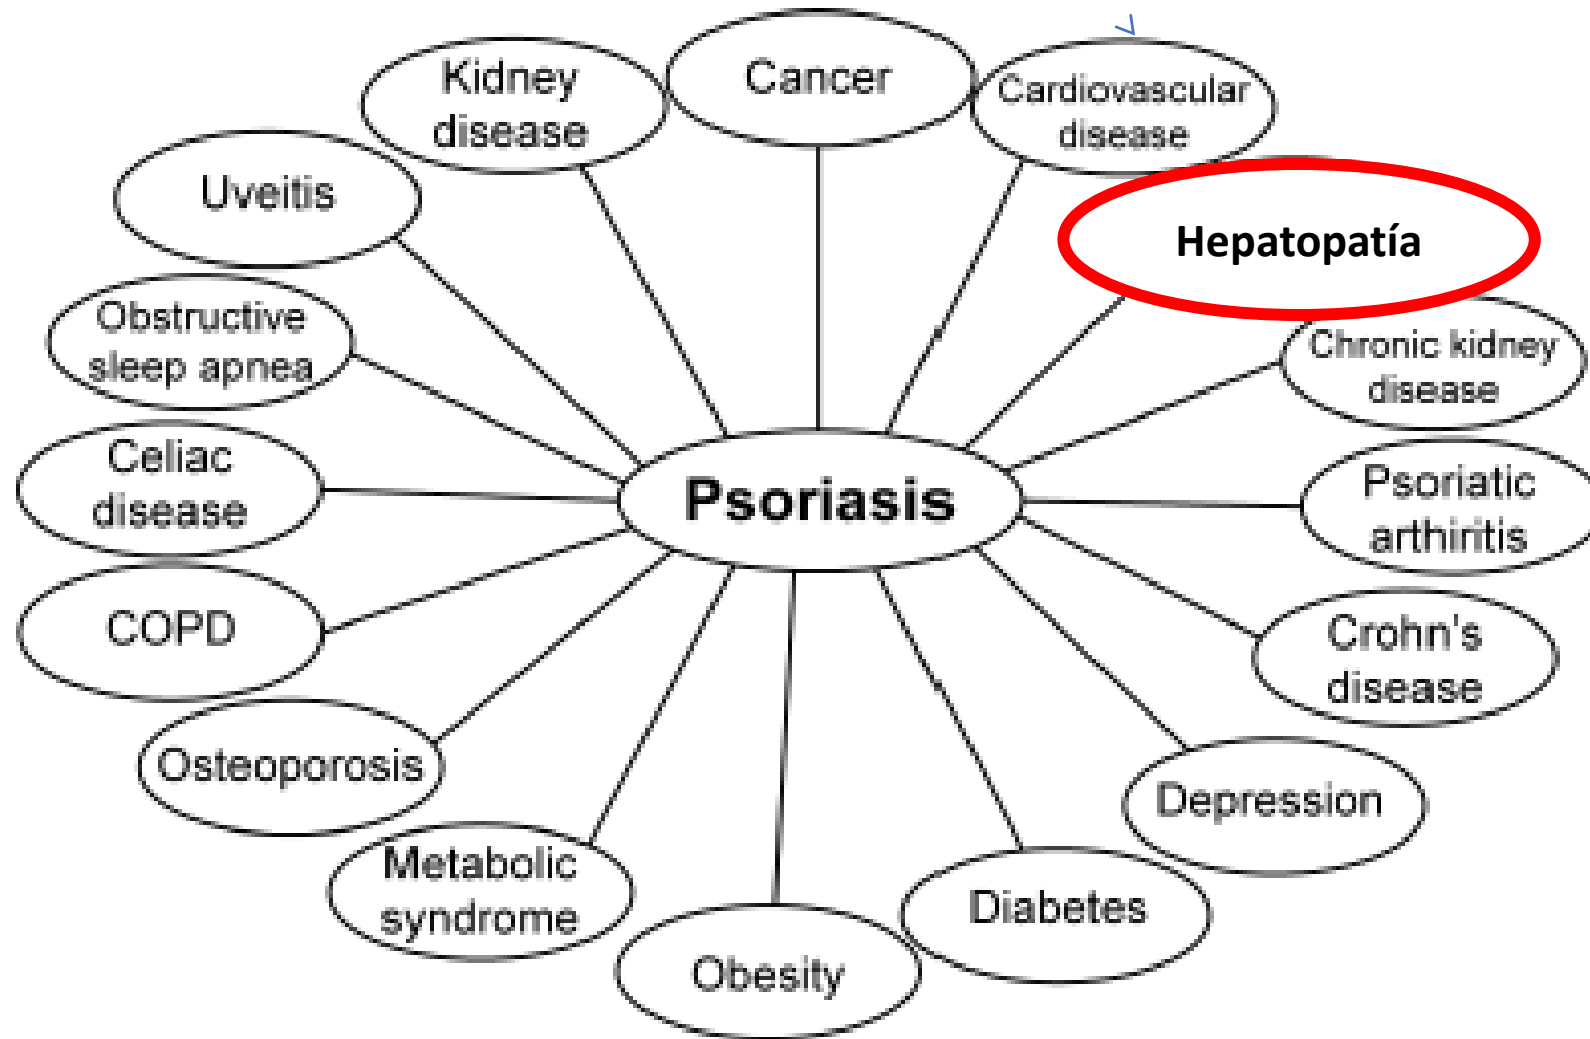 Kidney
disease
Cancer
Cardiovascular
disease
Uveitis
Hepatopatía
Obstructive
sleep apnea
Chronic kidney
disease
Celiac
disease
Psoriasis
Psoriatic
arthiritis
COPD
Crohn's
disease
Osteoporosis
Depression
Metabolic
syndrome
Diabetes
Obesity